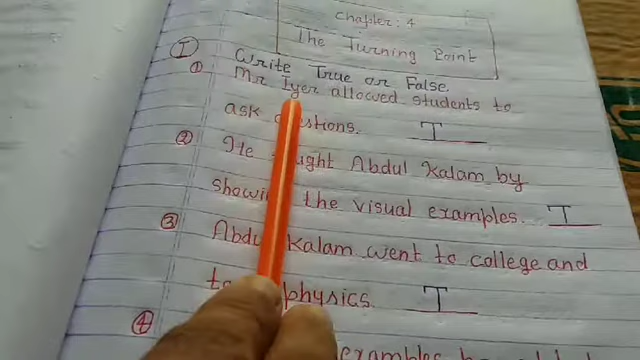 Chapter: 4
The Turning Point
I Write True or False.
1 Mr Iyer allowed students to
ask questions. T
2 He taught Abdul Kalam by
showing the visual examples. T
3 Abdul Kalam went to college and
physics. T
4 examples